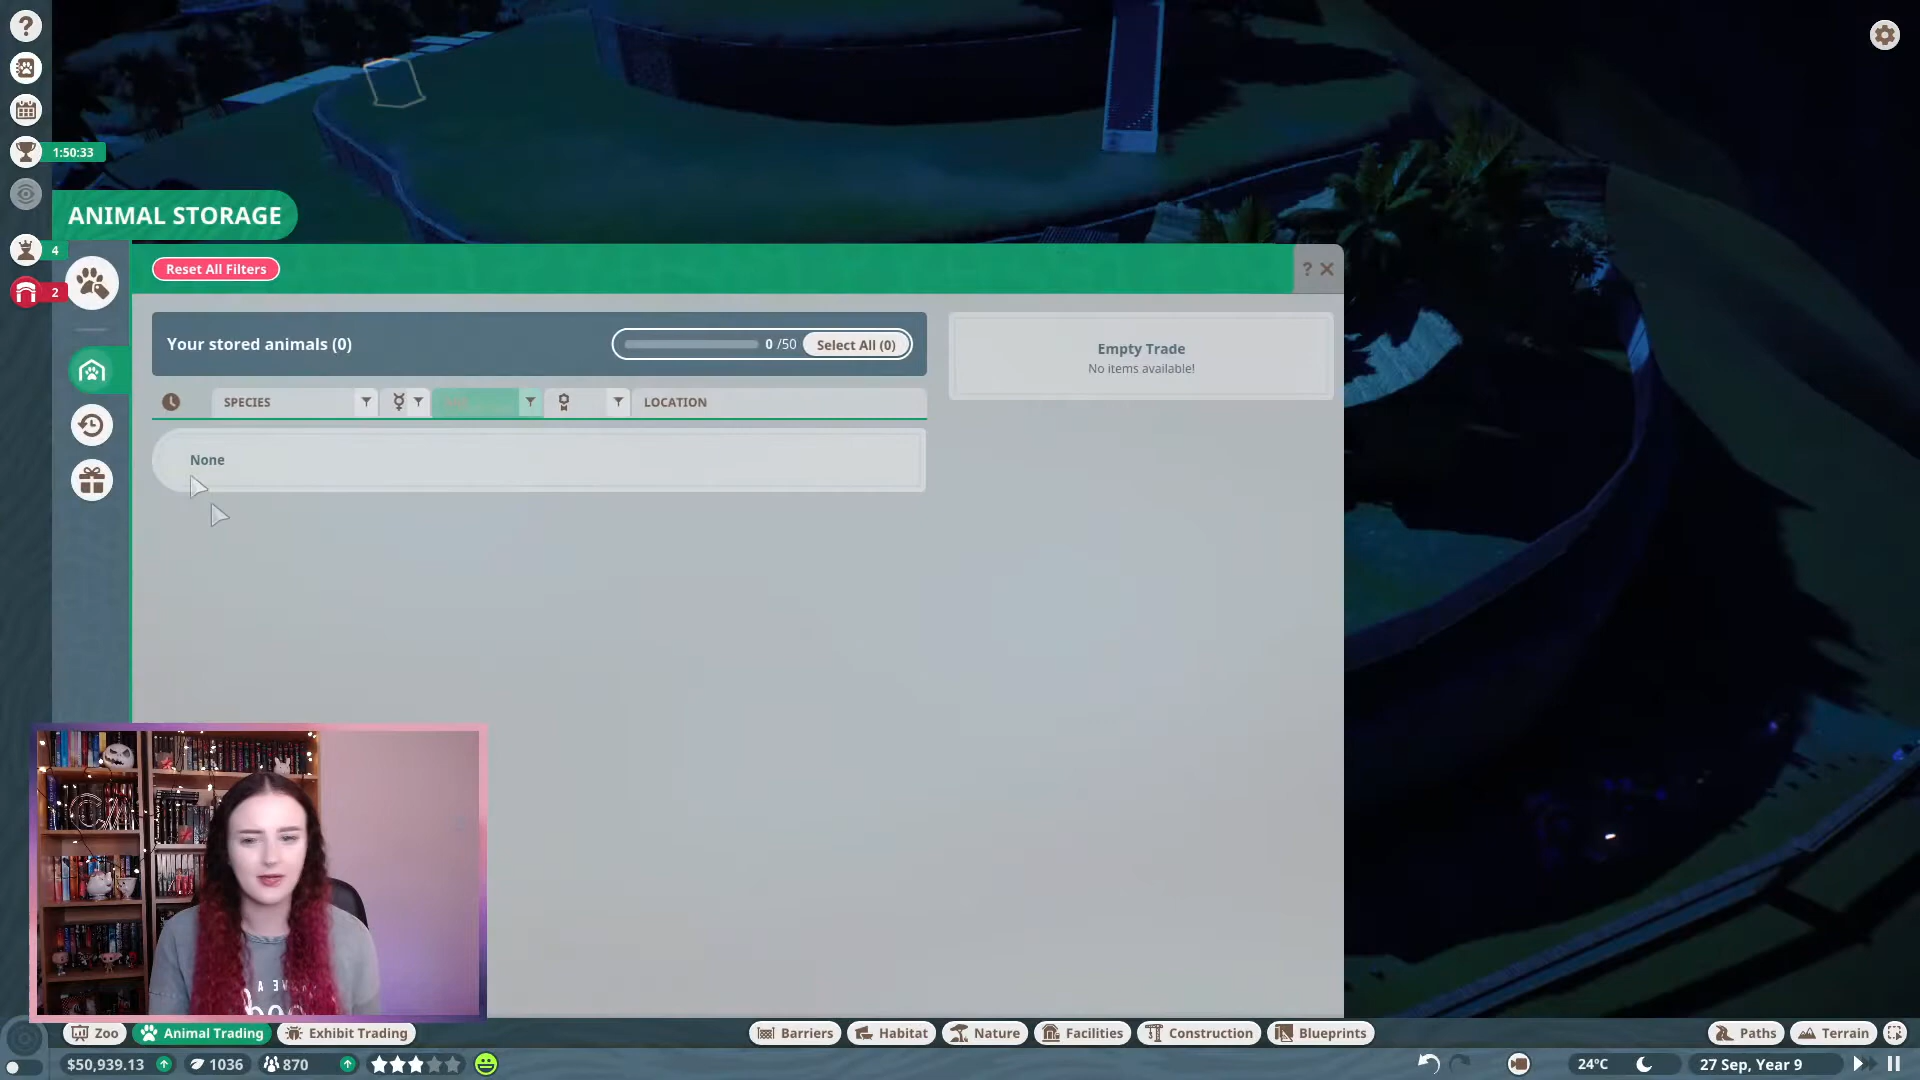 ?
1:50:33
ANIMAL STORAGE
4
2
Reset All Filters
? ×
Your stored animals (0)
0 /50
Select All (0)
Empty Trade
No items available!
SPECIES
LOCATION
None
Zoo
Animal Trading
Exhibit Trading
Barriers
Habitat
Nature
Facilities
Construction
Blueprints
Paths
Terrain
$50,939.13
1036
870
24°C
27 Sep, Year 9